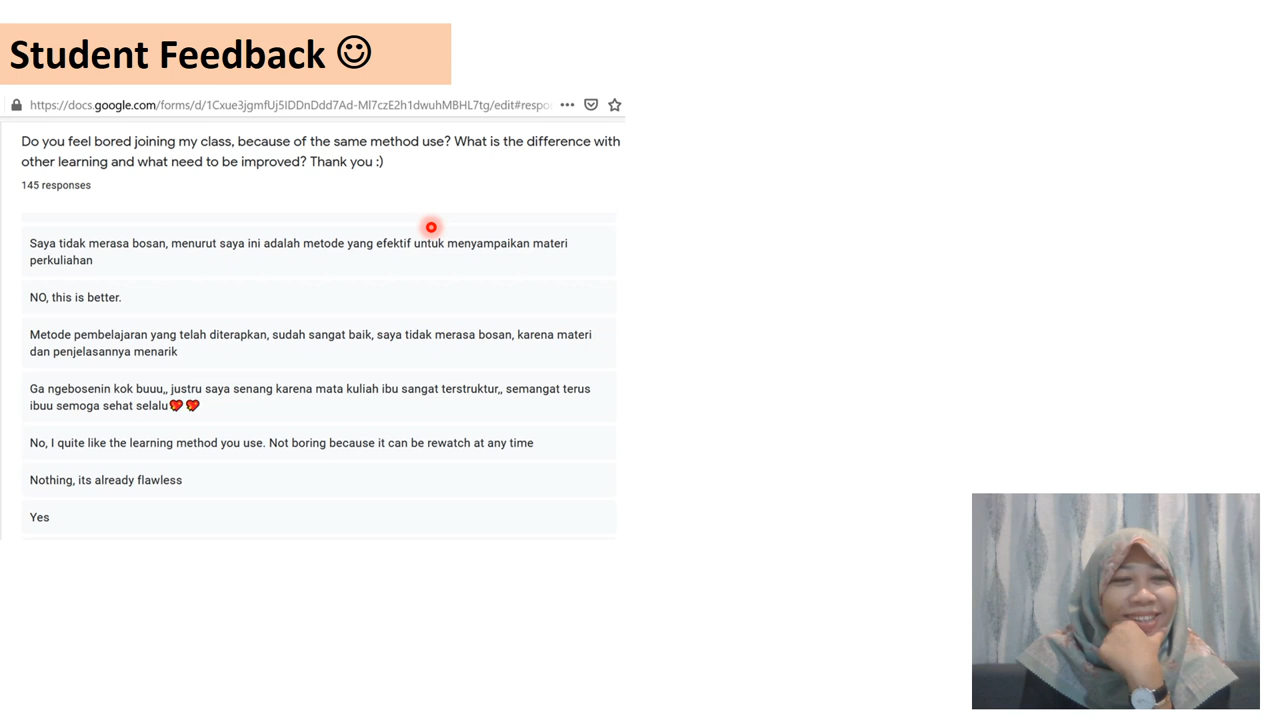 Student Feedback ☺
https://docs.google.com/forms/d/1Cxue3jgmfUj5IDDnDdd7Ad-Ml7czE2h1dwuhMBHL7tg/edit#respo
Do you feel bored joining my class, because of the same method use? What is the difference with
other learning and what need to be improved? Thank you :)
145 responses
Saya tidak merasa bosan, menurut saya ini adalah metode yang efektif untuk menyampaikan materi
perkuliahan
NO, this is better.
Metode pembelajaran yang telah diterapkan, sudah sangat baik, saya tidak merasa bosan, karena materi
dan penjelasannya menarik
Ga ngebosenin kok buuu,, justru saya senang karena mata kuliah ibu sangat terstruktur,, semangat terus
ibuu semoga sehat selalu💖💖
No, I quite like the learning method you use. Not boring because it can be rewatch at any time
Nothing, its already flawless
Yes